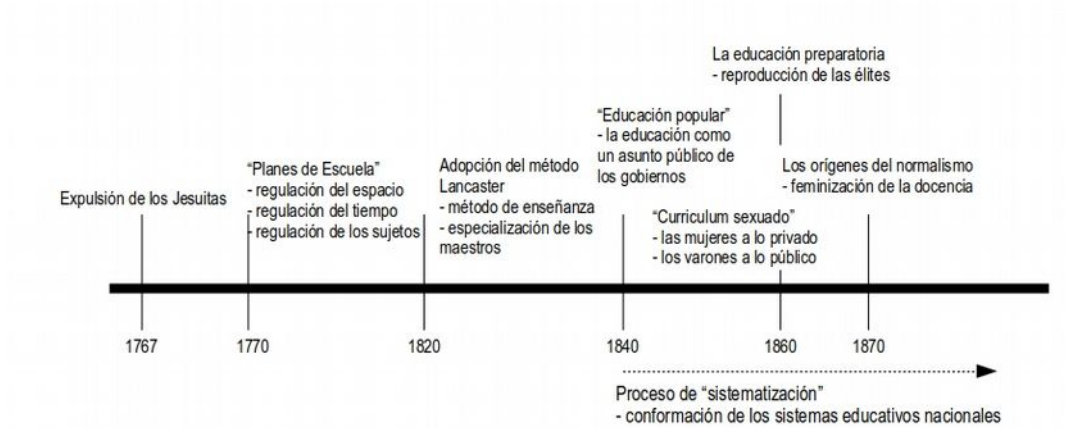 La educación preparatoria
- reproducción de las élites
“Educación popular”
- la educación como
un asunto público de
los gobiernos
Expulsión de los Jesuitas
“Planes de Escuela”
- regulación del espacio
- regulación del tiempo
- regulación de los sujetos
Adopción del método
Lancaster
- método de enseñanza
- especialización de los
maestros
Los orígenes del normalismo
- feminización de la docencia
“Curriculum sexuado”
- las mujeres a lo privado
- los varones a lo público
1767
1770
1820
1840
1860
1870
Proceso de “sistematización”
- conformación de los sistemas educativos nacionales